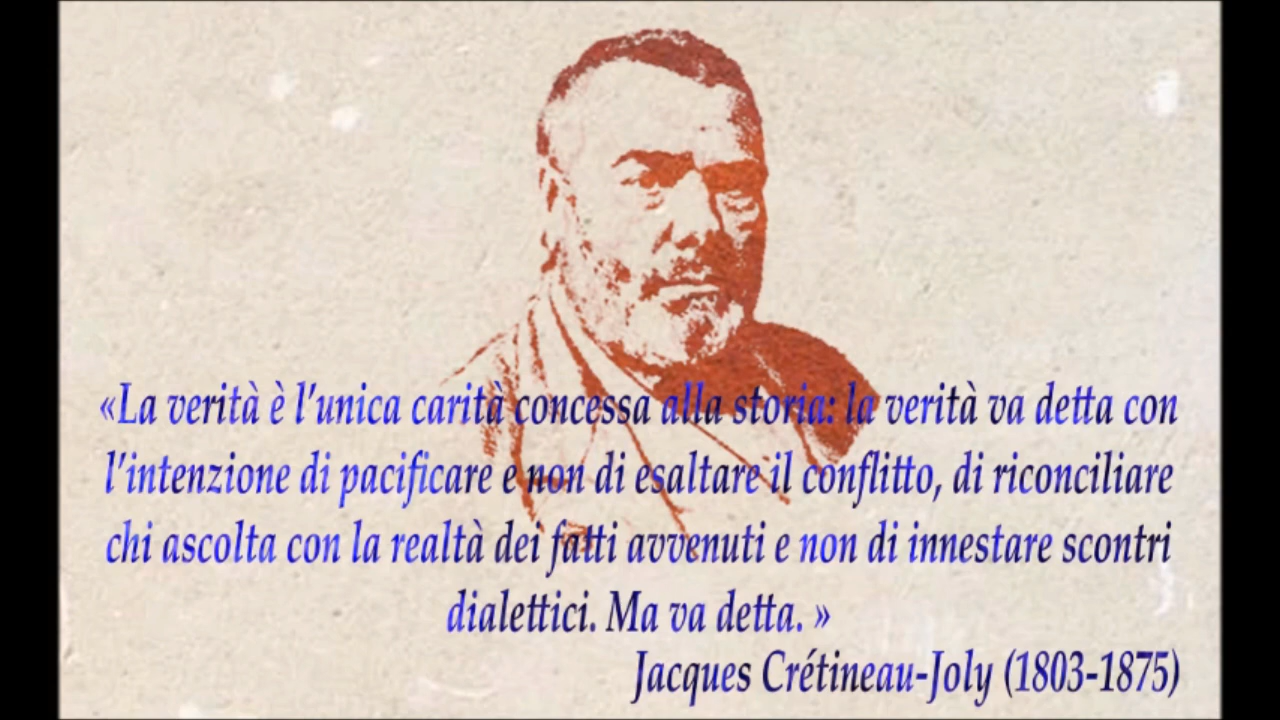 «La verità è l’unica carità concessa alla storia: la verità va detta con
l’intenzione di pacificare e non di esaltare il conflitto, di riconciliare
chi ascolta con la realtà dei fatti avvenuti e non di innestare scontri
dialettici. Ma va detta. »
Jacques Crétineau-Joly (1803-1875)